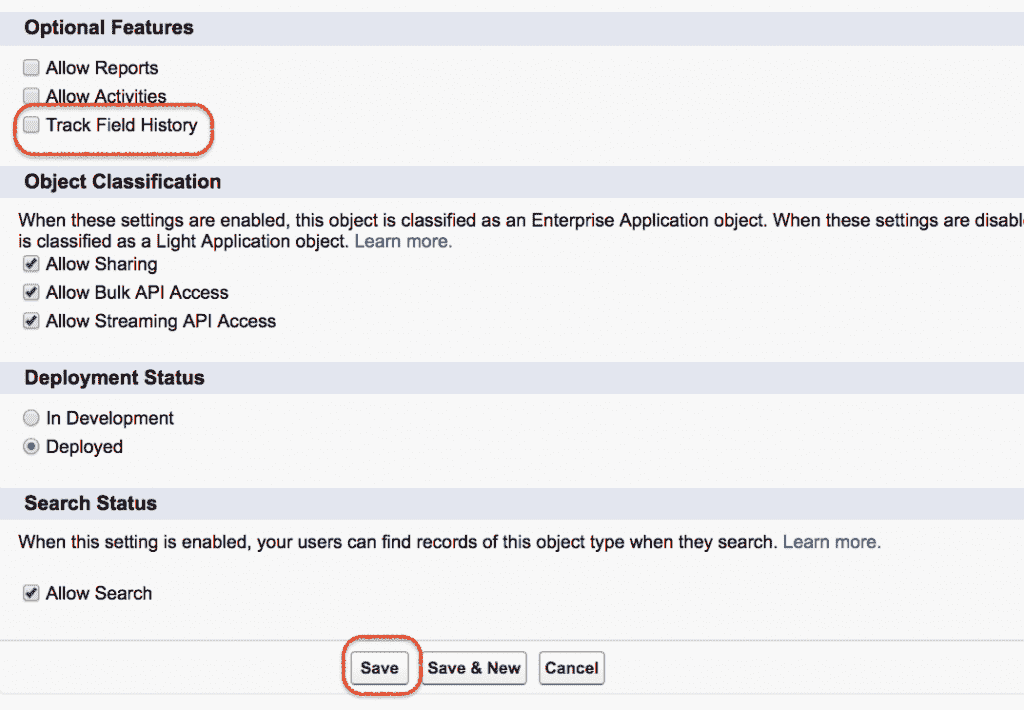 Optional Features
Allow Reports
Allow Activities
Track Field History
Object Classification
When these settings are enabled, this object is classified as an Enterprise Application object. When these settings are
is classified as a Light Application object. Learn more.
Allow Sharing
Allow Bulk API Access
Allow Streaming API Access
Deployment Status
In Development
Deployed
Search Status
When this setting is enabled, your users can find records of this object type when they search. Learn more.
Allow Search
Save
Save & New
Cancel